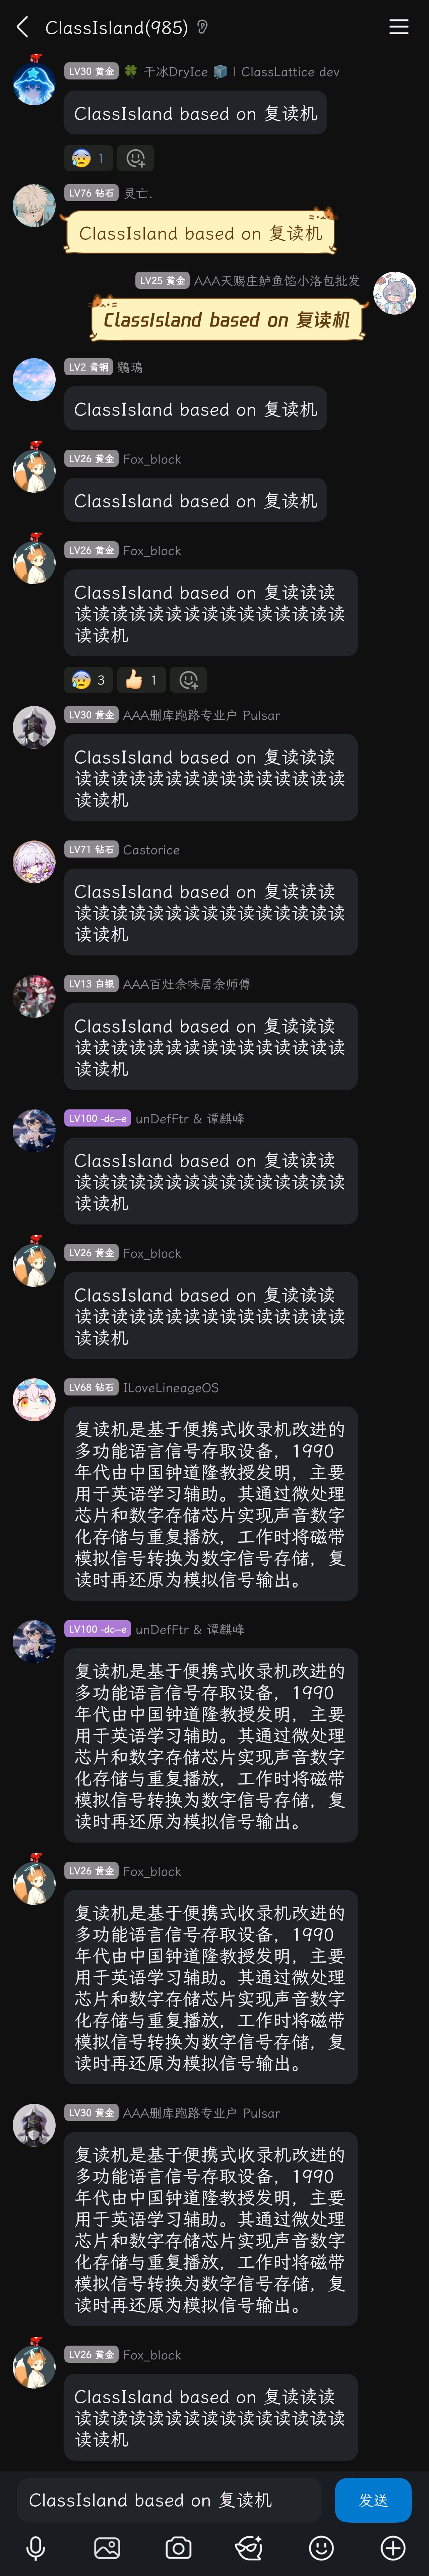 ClassIsland(985)
LV30 黄金 🍀 干冰DryIce 🧊 | ClassLattice dev
ClassIsland based on 复读机
1
LV76 钻石 灵亡.
ClassIsland based on 复读机
LV25 黄金 AAA天赐庄鲈鱼馅小洛包批发
ClassIsland based on 复读机
LV2 青铜
ClassIsland based on 复读机
LV26 黄金 Fox_block
ClassIsland based on 复读机
LV26 黄金 Fox_block
ClassIsland based on 复读读读
读读读读读读读读读读读读读读读
读读机
3 1
LV30 黄金 AAA删库跑路专业户 Pulsar
ClassIsland based on 复读读读
读读读读读读读读读读读读读读读
读读机
LV71 钻石 Castorice
ClassIsland based on 复读读读
读读读读读读读读读读读读读读读
读读机
LV13 白银 AAA百灶余味居余师傅
ClassIsland based on 复读读读
读读读读读读读读读读读读读读读
读读机
LV100 -dc--e unDefFtr & 谭麒峰
ClassIsland based on 复读读读
读读读读读读读读读读读读读读读
读读机
LV26 黄金 Fox_block
ClassIsland based on 复读读读
读读读读读读读读读读读读读读读
读读机
LV68 钻石 ILoveLineageOS
复读机是基于便携式收录机改进的
多功能语言信号存取设备，1990
年代由中国钟道隆教授发明，主要
用于英语学习辅助。其通过微处理
芯片和数字存储芯片实现声音数字
化存储与重复播放，工作时将磁带
模拟信号转换为数字信号存储，复
读时再还原为模拟信号输出。
LV100 -dc--e unDefFtr & 谭麒峰
复读机是基于便携式收录机改进的
多功能语言信号存取设备，1990
年代由中国钟道隆教授发明，主要
用于英语学习辅助。其通过微处理
芯片和数字存储芯片实现声音数字
化存储与重复播放，工作时将磁带
模拟信号转换为数字信号存储，复
读时再还原为模拟信号输出。
LV26 黄金 Fox_block
复读机是基于便携式收录机改进的
多功能语言信号存取设备，1990
年代由中国钟道隆教授发明，主要
用于英语学习辅助。其通过微处理
芯片和数字存储芯片实现声音数字
化存储与重复播放，工作时将磁带
模拟信号转换为数字信号存储，复
读时再还原为模拟信号输出。
LV30 黄金 AAA删库跑路专业户 Pulsar
复读机是基于便携式收录机改进的
多功能语言信号存取设备，1990
年代由中国钟道隆教授发明，主要
用于英语学习辅助。其通过微处理
芯片和数字存储芯片实现声音数字
化存储与重复播放，工作时将磁带
模拟信号转换为数字信号存储，复
读时再还原为模拟信号输出。
LV26 黄金 Fox_block
ClassIsland based on 复读读读
读读读读读读读读读读读读读读读
读读机
ClassIsland based on 复读机 发送